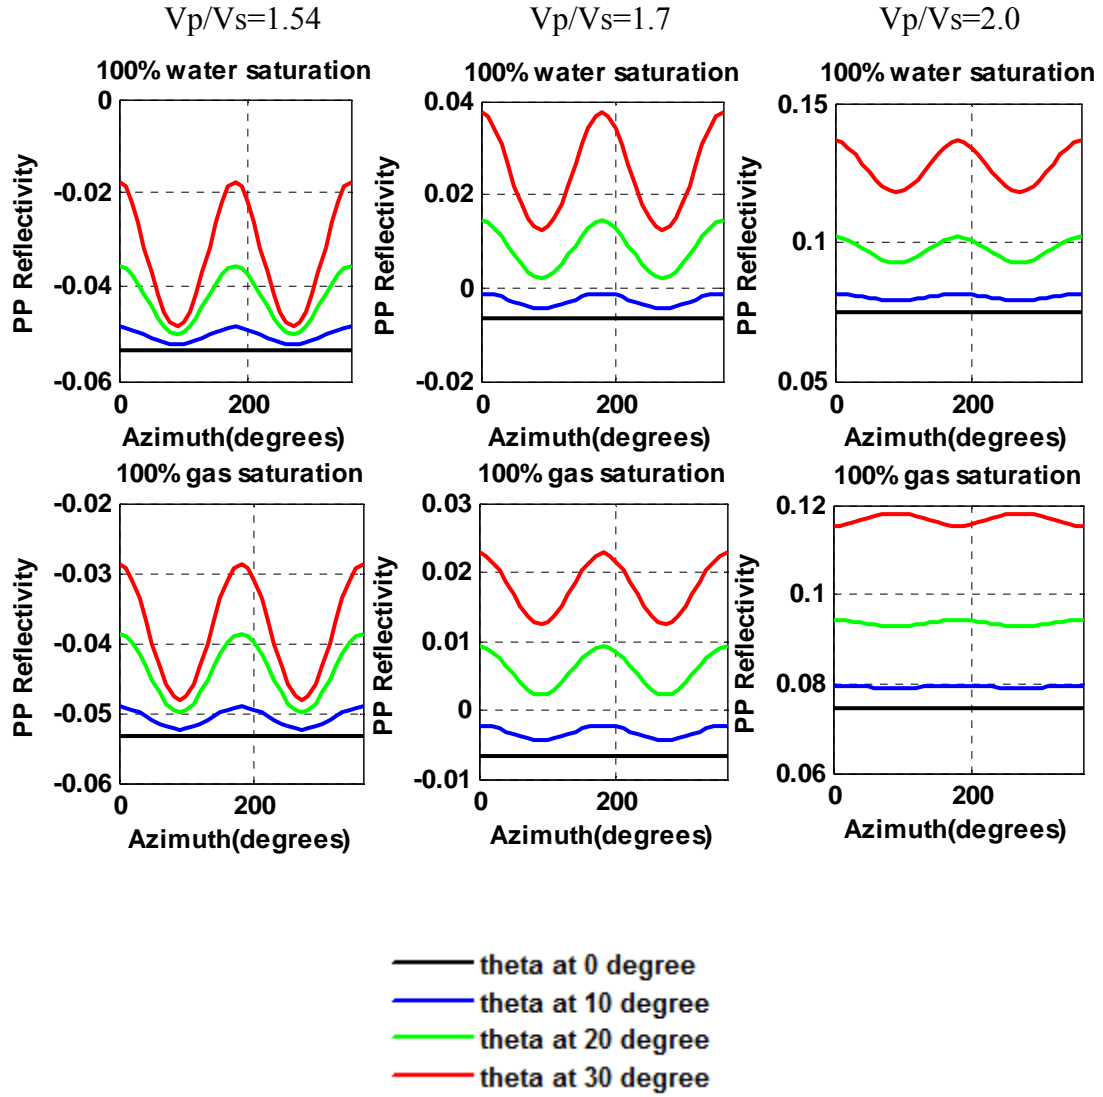 Vp/Vs=1.54 Vp/Vs=1.7 Vp/Vs=2.0
100% water saturation 100% water saturation 100% water saturation
0 0.04 0.15
-0.02 0.02 0.1
-0.04 0 0.05
-0.06 -0.02
PP Reflectivity PP Reflectivity PP Reflectivity
0 200 0 200 0 200
Azimuth(degrees) Azimuth(degrees) Azimuth(degrees)
100% gas saturation 100% gas saturation 100% gas saturation
-0.02 0.03 0.12
-0.03 0.02 0.1
-0.04 0.01 0.08
-0.05 0 0.06
-0.06 -0.01
PP Reflectivity PP Reflectivity PP Reflectivity
0 200 0 200 0 200
Azimuth(degrees) Azimuth(degrees) Azimuth(degrees)
theta at 0 degree
theta at 10 degree
theta at 20 degree
theta at 30 degree